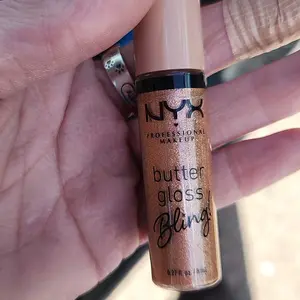 NYX
PROFESSIONAL
MAKEUP
butter
gloss
Bling!